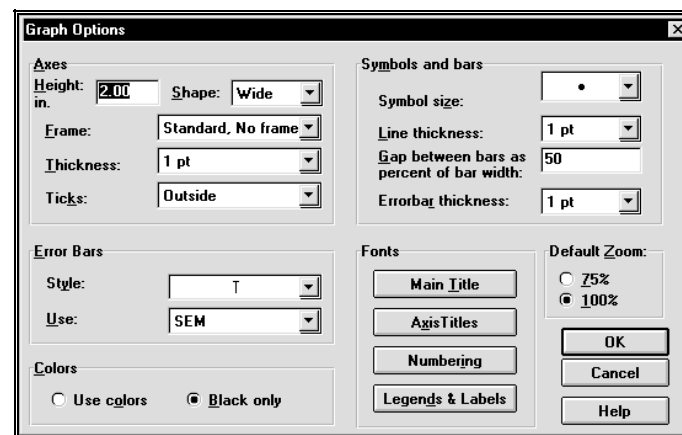 Graph Options
Axes
Height: in. 2.00 Shape: Wide
Frame: Standard, No frame
Thickness: 1 pt
Ticks: Outside
Symbols and bars
Symbol size:
Line thickness: 1 pt
Gap between bars as percent of bar width: 50
Errorbar thickness: 1 pt
Error Bars
Style:
Use: SEM
Colors
Use colors Black only
Fonts
Main Title
AxisTitles
Numbering
Legends & Labels
Default Zoom:
75%
100%
OK
Cancel
Help